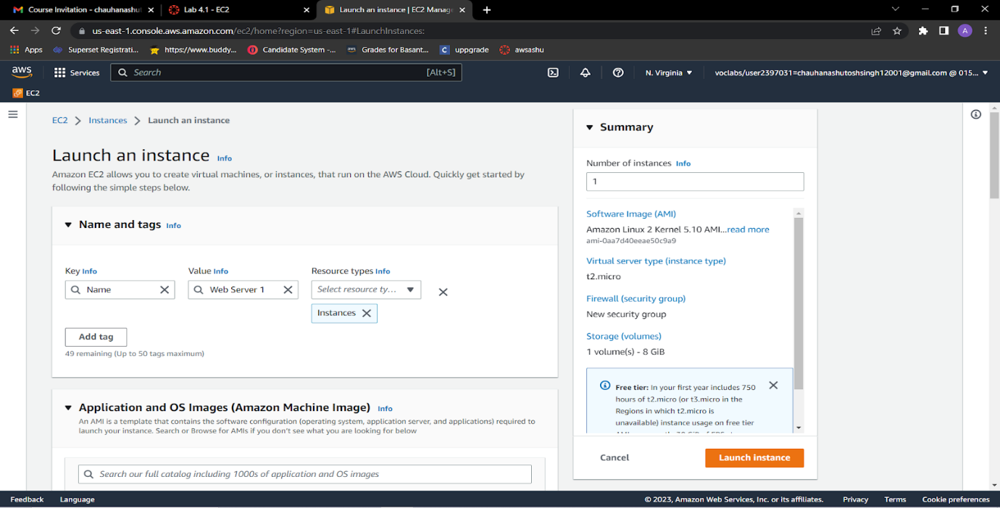 Course Invitation - chauhanashut
Lab 4.1 - EC2
Launch an instance | EC2 Manage
us-east-1.console.aws.amazon.com/ec2/home?region=us-east-1#LaunchInstances:
A
Apps
Superset Registrati...
https://www.buddy...
Candidate System -...
Grades for Basant...
C
uppgrade
awsashu
aws
Services
Search
[Alt+S]
N. Virginia
voclabs/user2397031=chauhanashutoshsingh12001@gmail.com @ 015...
EC2
EC2 > Instances > Launch an instance
Launch an instance Info
Amazon EC2 allows you to create virtual machines, or instances, that run on the AWS Cloud. Quickly get started by
following the simple steps below.
Name and tags Info
Key Info
Value Info
Resource types Info
Name
Web Server 1
Select resource ty...
Instances
Add tag
49 remaining (Up to 50 tags maximum)
Application and OS Images (Amazon Machine Image) Info
An AMI is a template that contains the software configuration (operating system, application server, and applications) required to
launch your instance. Search or Browse for AMIs if you don't see what you are looking for below
Search our full catalog including 1000s of application and OS images
Summary
Number of instances Info
1
Software Image (AMI)
Amazon Linux 2 Kernel 5.10 AMI...read more
ami-0aa7d40eeae50c9a9
Virtual server type (instance type)
t2.micro
Firewall (security group)
New security group
Storage (volumes)
1 volume(s) - 8 GiB
Free tier: In your first year includes 750
hours of t2.micro (or t3.micro in the
Regions in which t2.micro is
unavailable) instance usage on free tier
Cancel
Launch instance
Feedback
Language
© 2023, Amazon Web Services, Inc. or its affiliates.
Privacy
Terms
Cookie preferences